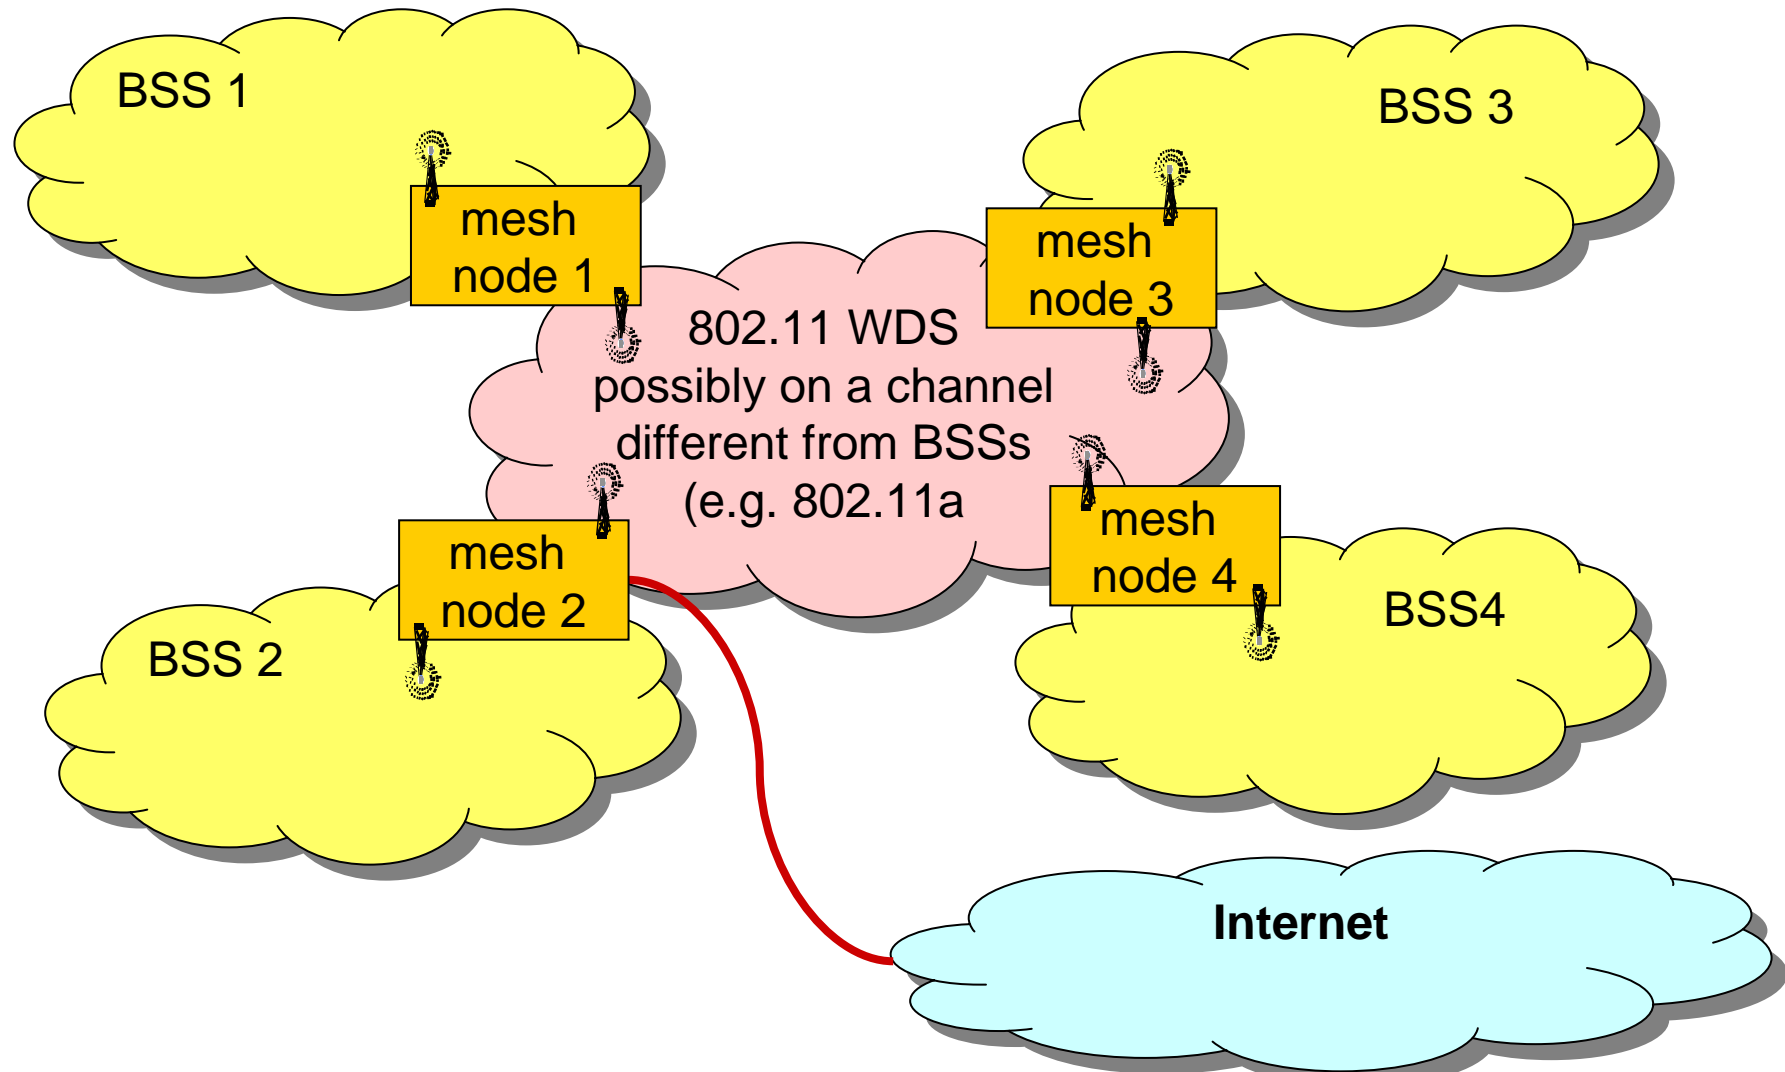 BSS 1
BSS 3
mesh
node 1
mesh
node 3
802.11 WDS
possibly on a channel
different from BSSs
(e.g. 802.11a
mesh
node 2
mesh
node 4
BSS 2
BSS4
Internet